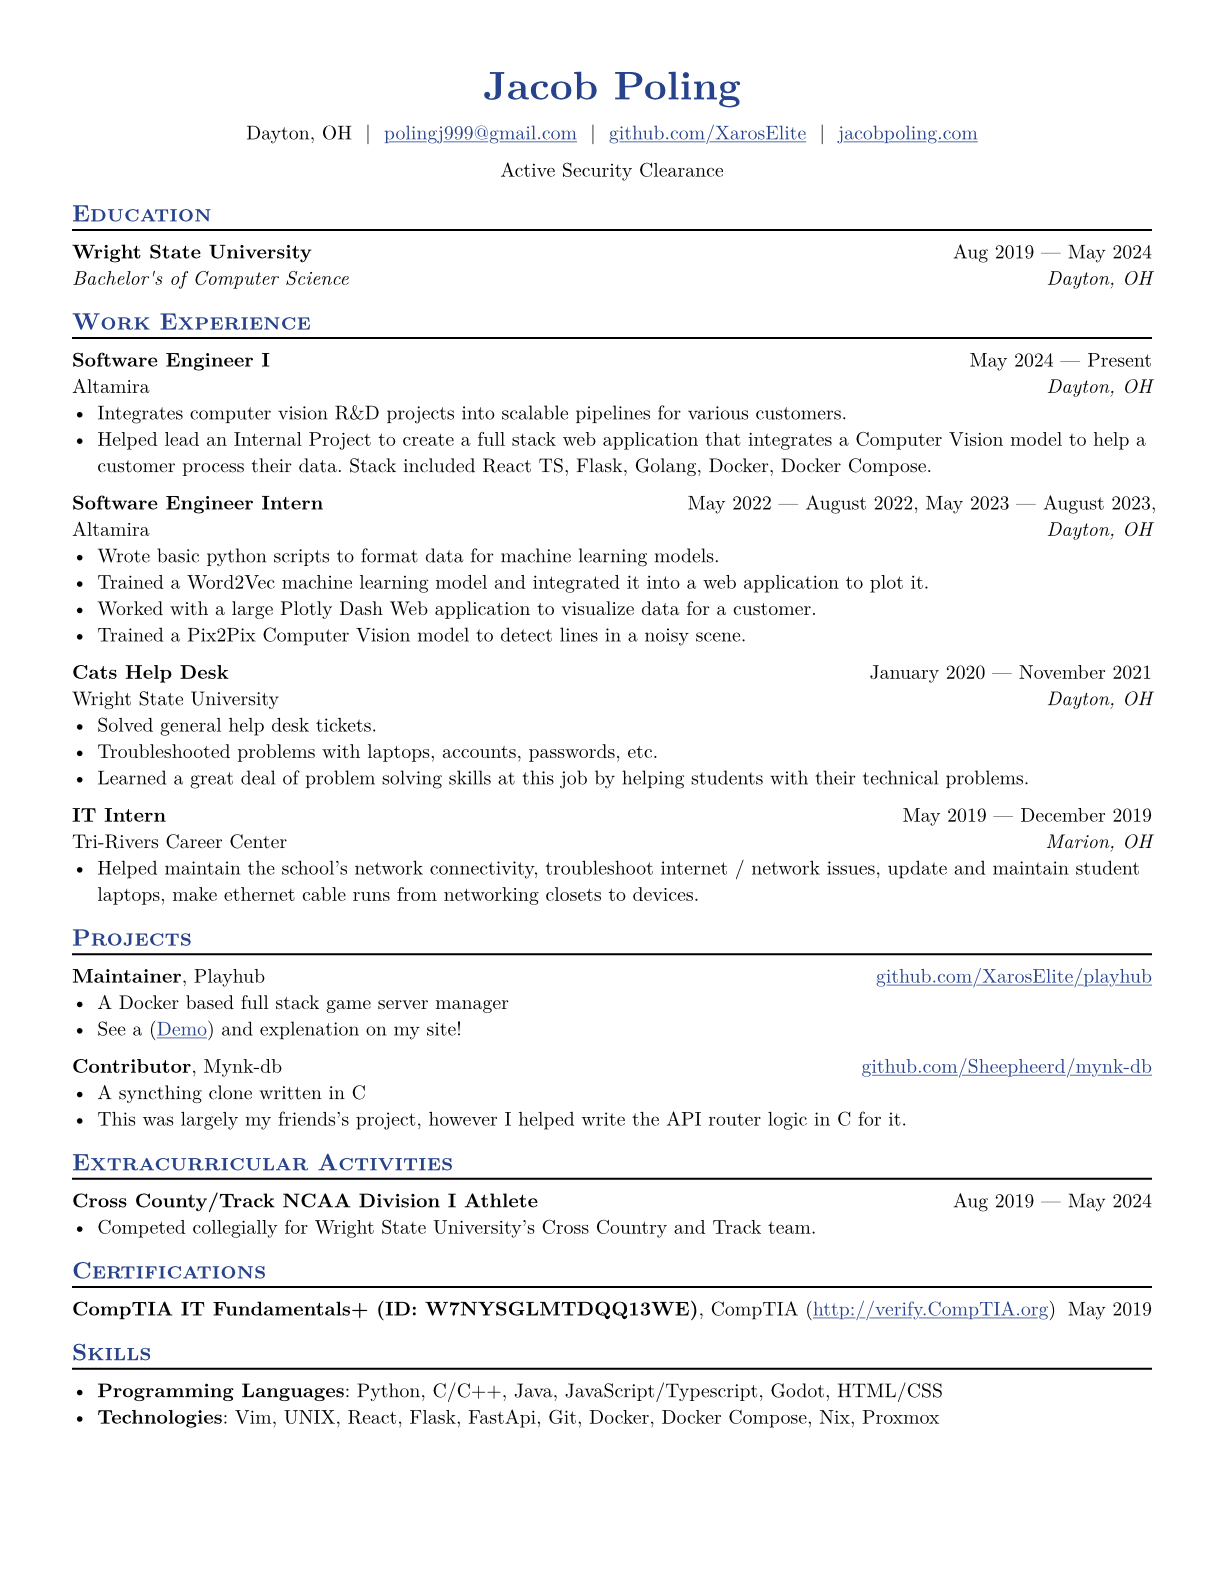 Jacob Poling
Dayton, OH | polingj999@gmail.com | github.com/XarosElite | jacobpoling.com
Active Security Clearance
Education
Wright State University Aug 2019 — May 2024
Bachelor's of Computer Science Dayton, OH
Work Experience
Software Engineer I May 2024 — Present
Altamira Dayton, OH
• Integrates computer vision R&D projects into scalable pipelines for various customers.
• Helped lead an Internal Project to create a full stack web application that integrates a Computer Vision model to help a
customer process their data. Stack included React TS, Flask, Golang, Docker, Docker Compose.
Software Engineer Intern May 2022 — August 2022, May 2023 — August 2023,
Altamira Dayton, OH
• Wrote basic python scripts to format data for machine learning models.
• Trained a Word2Vec machine learning model and integrated it into a web application to plot it.
• Worked with a large Plotly Dash Web application to visualize data for a customer.
• Trained a Pix2Pix Computer Vision model to detect lines in a noisy scene.
Cats Help Desk January 2020 — November 2021
Wright State University Dayton, OH
• Solved general help desk tickets.
• Troubleshooted problems with laptops, accounts, passwords, etc.
• Learned a great deal of problem solving skills at this job by helping students with their technical problems.
IT Intern May 2019 — December 2019
Tri-Rivers Career Center Marion, OH
• Helped maintain the school's network connectivity, troubleshoot internet / network issues, update and maintain student
laptops, make ethernet cable runs from networking closets to devices.
Projects
Maintainer, Playhub github.com/XarosElite/playhub
• A Docker based full stack game server manager
• See a (Demo) and explenation on my site!
Contributor, Mynk-db github.com/Sheepheerd/mynk-db
• A syncthing clone written in C
• This was largely my friends's project, however I helped write the API router logic in C for it.
Extracurricular Activities
Cross County/Track NCAA Division I Athlete Aug 2019 — May 2024
• Competed collegially for Wright State University's Cross Country and Track team.
Certifications
CompTIA IT Fundamentals+ (ID: W7NYSGLMTDQQ13WE), CompTIA (http://verify.CompTIA.org) May 2019
Skills
• Programming Languages: Python, C/C++, Java, JavaScript/Typescript, Godot, HTML/CSS
• Technologies: Vim, UNIX, React, Flask, FastApi, Git, Docker, Docker Compose, Nix, Proxmox